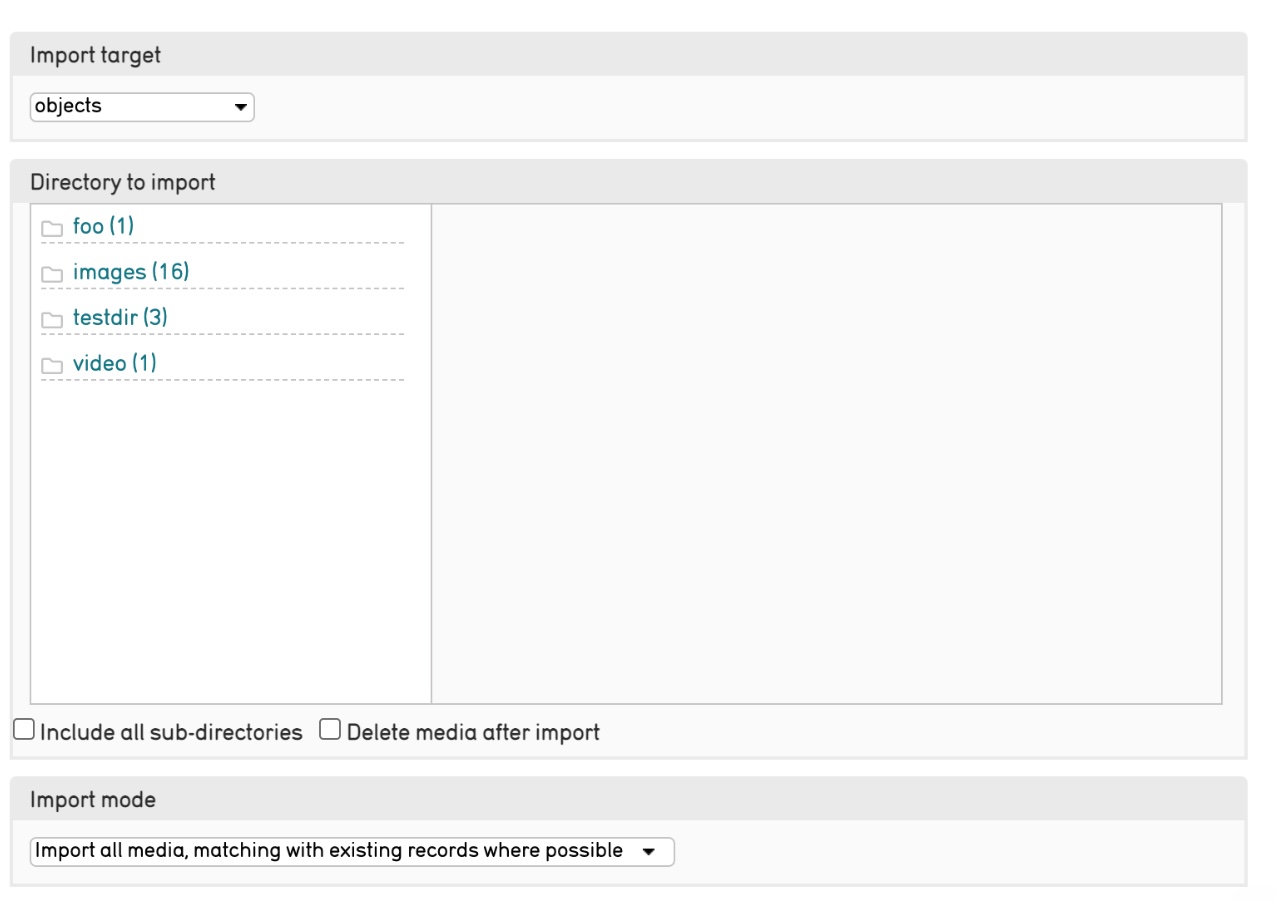 Import target
objects
Directory to import
foo (1)
images (16)
testdir (3)
video (1)
Include all sub-directories Delete media after import
Import mode
Import all media, matching with existing records where possible